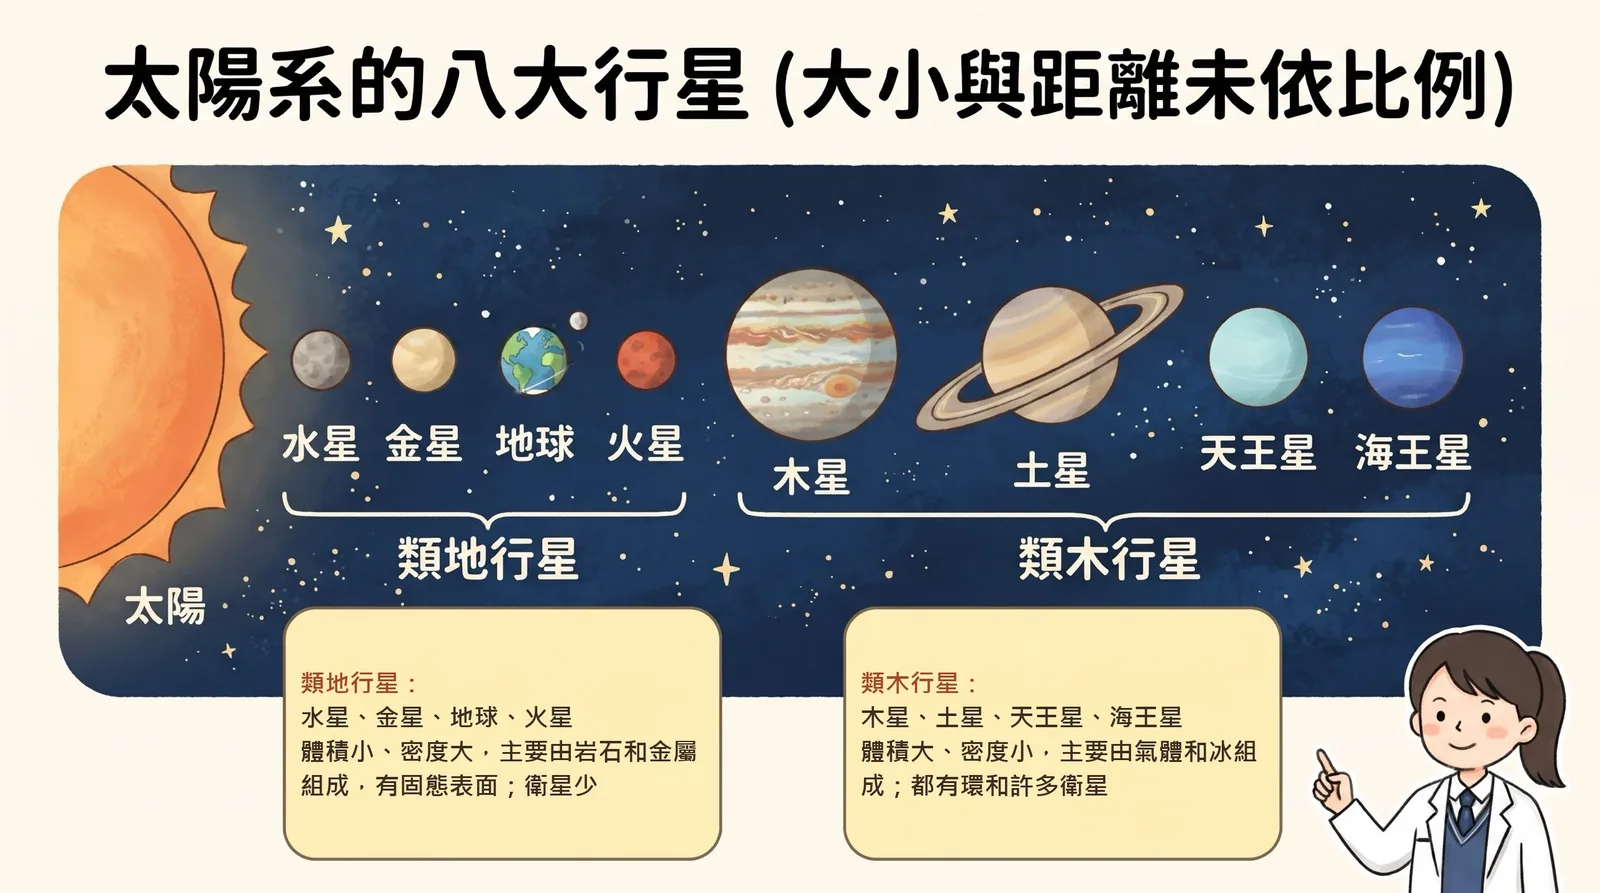 太陽系的八大行星 (大小與距離未依比例)
水星
金星
地球
火星
木星
土星
天王星
海王星
類地行星
類木行星
太陽
類地行星：
水星、金星、地球、火星
體積小、密度大，主要由岩石和金屬
組成，有固態表面；衛星少
類木行星：
木星、土星、天王星、海王星
體積大、密度小，主要由氣體和冰組
成；都有環和許多衛星